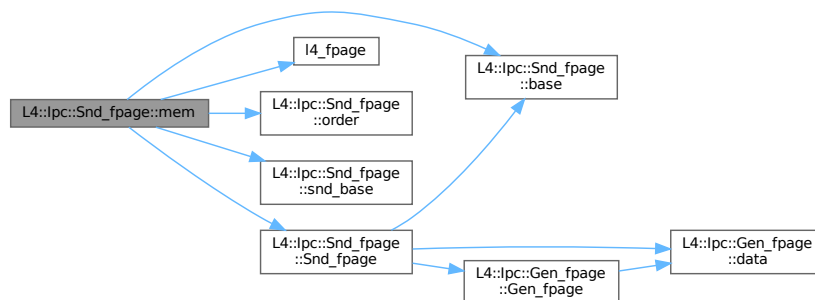 L4::Ipc::Snd_fpage::mem
l4_fpage
L4::Ipc::Snd_fpage
::order
L4::Ipc::Snd_fpage
::snd_base
L4::Ipc::Snd_fpage
::Snd_fpage
L4::Ipc::Snd_fpage
::base
L4::Ipc::Gen_fpage
::Gen_fpage
L4::Ipc::Gen_fpage
::data